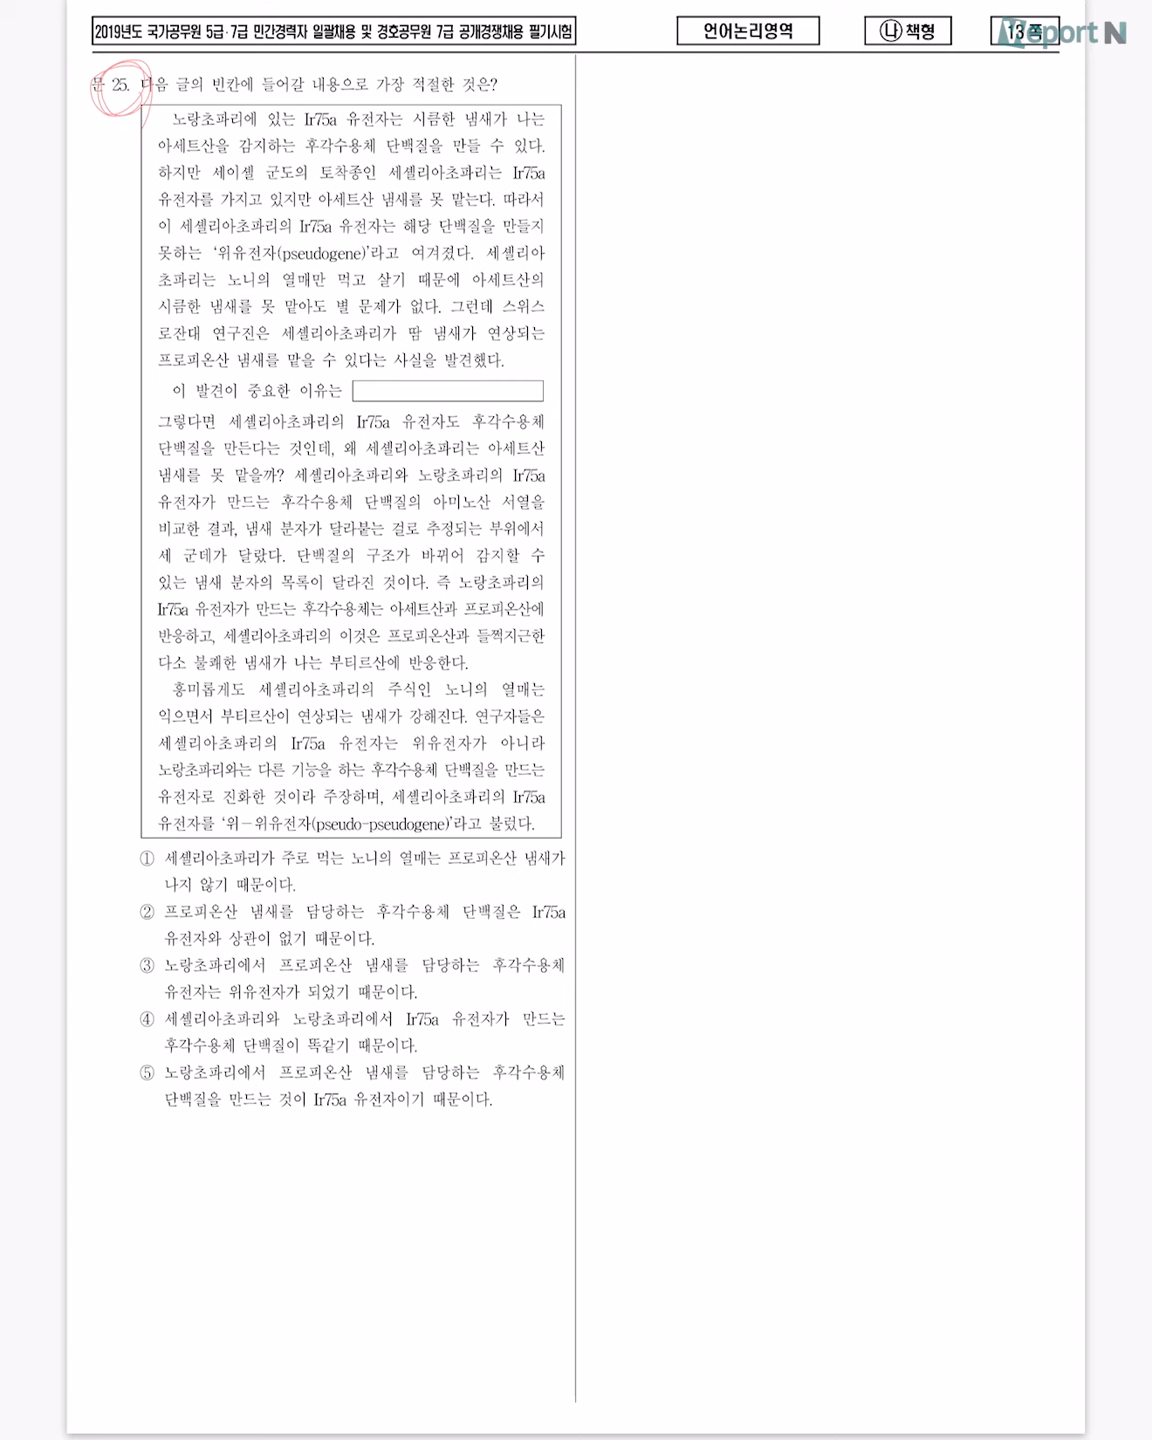 2019년도 국가공무원 5급·7급 민간경력자 일괄채용 및 경호공무원 7급 공개경쟁채용 필기시험
언어논리영역
㉯ 책형
13 쪽
Report N
문 25. 다음 글의 빈칸에 들어갈 내용으로 가장 적절한 것은?
노랑초파리에 있는 Ir75a 유전자는 시큼한 냄새가 나는
아세트산을 감지하는 후각수용체 단백질을 만들 수 있다.
하지만 세이셸 군도의 토착종인 세셸리아초파리는 Ir75a
유전자를 가지고 있지만 아세트산 냄새를 못 맡는다. 따라서
이 세셸리아초파리의 Ir75a 유전자는 해당 단백질을 만들지
못하는 ‘위유전자(pseudogene)’라고 여겨졌다. 세셸리아
초파리는 노니의 열매만 먹고 살기 때문에 아세트산의
시큼한 냄새를 못 맡아도 별 문제가 없다. 그런데 스위스
로잔대 연구진은 세셸리아초파리가 땀 냄새가 연상되는
프로피온산 냄새를 맡을 수 있다는 사실을 발견했다.
이 발견이 중요한 이유는
그렇다면 세셸리아초파리의 Ir75a 유전자도 후각수용체
단백질을 만든다는 것인데, 왜 세셸리아초파리는 아세트산
냄새를 못 맡을까? 세셸리아초파리와 노랑초파리의 Ir75a
유전자가 만드는 후각수용체 단백질의 아미노산 서열을
비교한 결과, 냄새 분자가 달라붙는 걸로 추정되는 부위에서
세 군데가 달랐다. 단백질의 구조가 바뀌어 감지할 수
있는 냄새 분자의 목록이 달라진 것이다. 즉 노랑초파리의
Ir75a 유전자가 만드는 후각수용체는 아세트산과 프로피온산에
반응하고, 세셸리아초파리의 이것은 프로피온산과 들쩍지근한
다소 불쾌한 냄새가 나는 부티르산에 반응한다.
흥미롭게도 세셸리아초파리의 주식인 노니의 열매는
익으면서 부티르산이 연상되는 냄새가 강해진다. 연구자들은
세셸리아초파리의 Ir75a 유전자는 위유전자가 아니라
노랑초파리와는 다른 기능을 하는 후각수용체 단백질을 만드는
유전자로 진화한 것이라 주장하며, 세셸리아초파리의 Ir75a
유전자를 ‘위－위유전자(pseudo-pseudogene)’라고 불렀다.
① 세셸리아초파리가 주로 먹는 노니의 열매는 프로피온산 냄새가
나지 않기 때문이다.
② 프로피온산 냄새를 담당하는 후각수용체 단백질은 Ir75a
유전자와 상관이 없기 때문이다.
③ 노랑초파리에서 프로피온산 냄새를 담당하는 후각수용체
유전자는 위유전자가 되었기 때문이다.
④ 세셸리아초파리와 노랑초파리에서 Ir75a 유전자가 만드는
후각수용체 단백질이 똑같기 때문이다.
⑤ 노랑초파리에서 프로피온산 냄새를 담당하는 후각수용체
단백질을 만드는 것이 Ir75a 유전자이기 때문이다.